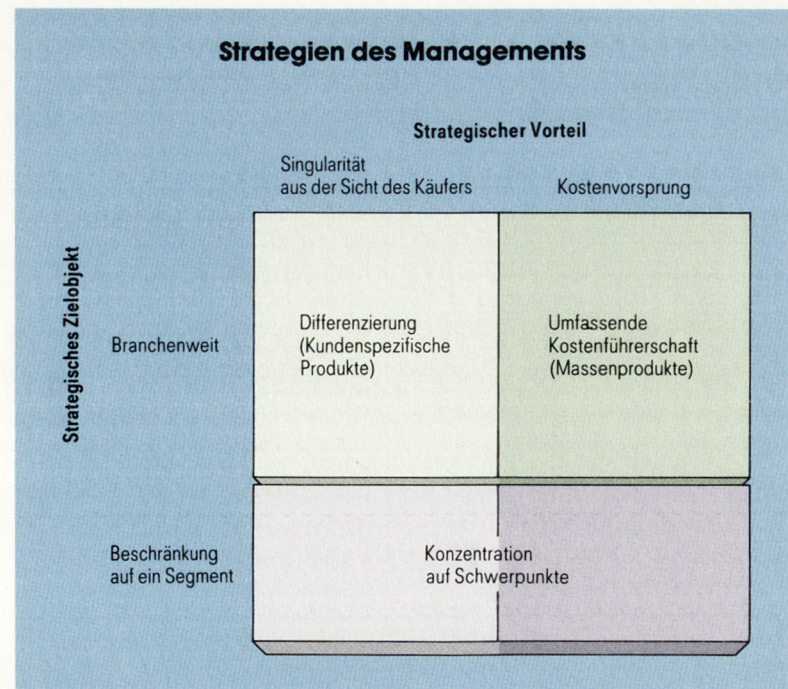 Strategien des Managements
Strategischer Vorteil
Singularität
aus der Sicht des Käufers
Kostenvorsprung
Strategisches Zielobjekt
Branchenweit
Differenzierung
(Kundenspezifische
Produkte)
Umfassende
Kostenführerschaft
(Massenprodukte)
Beschränkung
auf ein Segment
Konzentration
auf Schwerpunkte